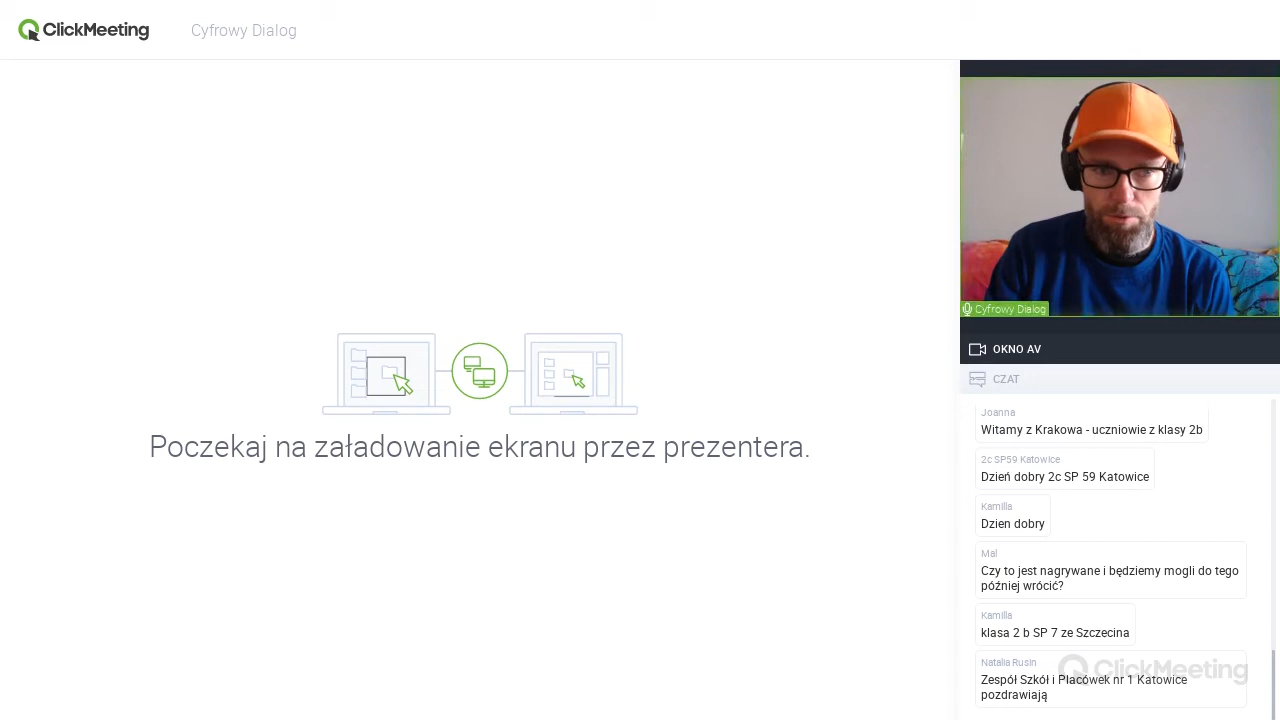 ClickMeeting
Cyfrowy Dialog
Cyfrowy Dialog
OKNO AV
CZAT
Joanna
Witamy z Krakowa - uczniowie z klasy 2b
2c SP59 Katowice
Dzień dobry 2c SP 59 Katowice
Kamilla
Dzien dobry
Poczekaj na załadowanie ekranu przez prezentera.
Mal
Czy to jest nagrywane i będziemy mogli do tego
później wrócić?
Kamilla
klasa 2 b SP 7 ze Szczecina
Natalia Rusin
Zespół Szkół i Placówek nr 1 Katowice
pozdrawiają
ClickMeeting